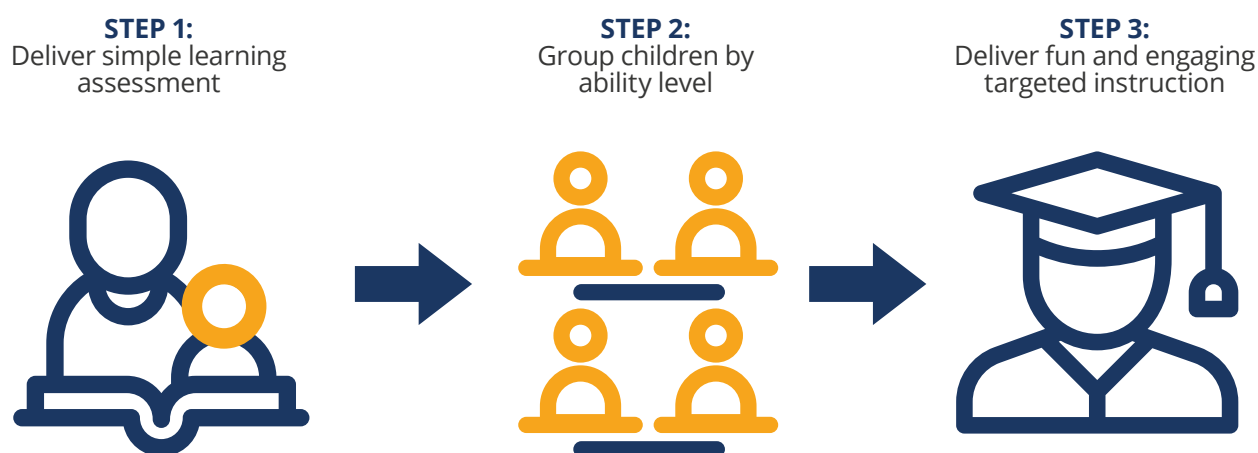 STEP 1:
Deliver simple learning
assessment
STEP 2:
Group children by
ability level
STEP 3:
Deliver fun and engaging
targeted instruction